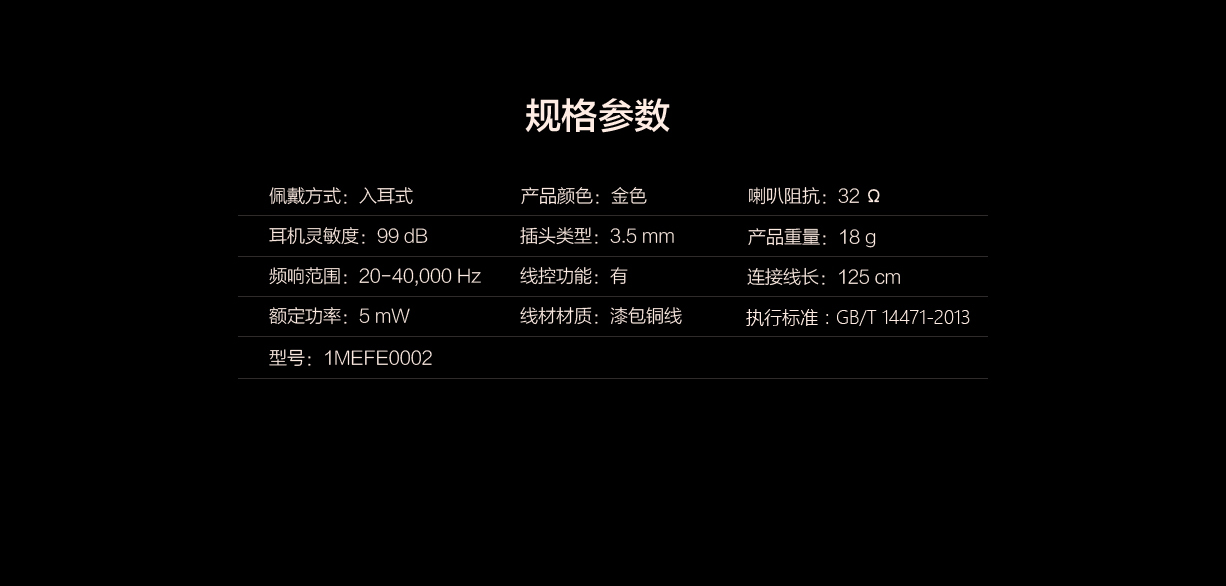 规格参数
佩戴方式：入耳式 产品颜色：金色 喇叭阻抗：32 Ω
耳机灵敏度：99 dB 插头类型：3.5 mm 产品重量：18 g
频响范围：20-40,000 Hz 线控功能：有 连接线长：125 cm
额定功率：5 mW 线材材质：漆包铜线 执行标准：GB/T 14471-2013
型号：1MEFE0002